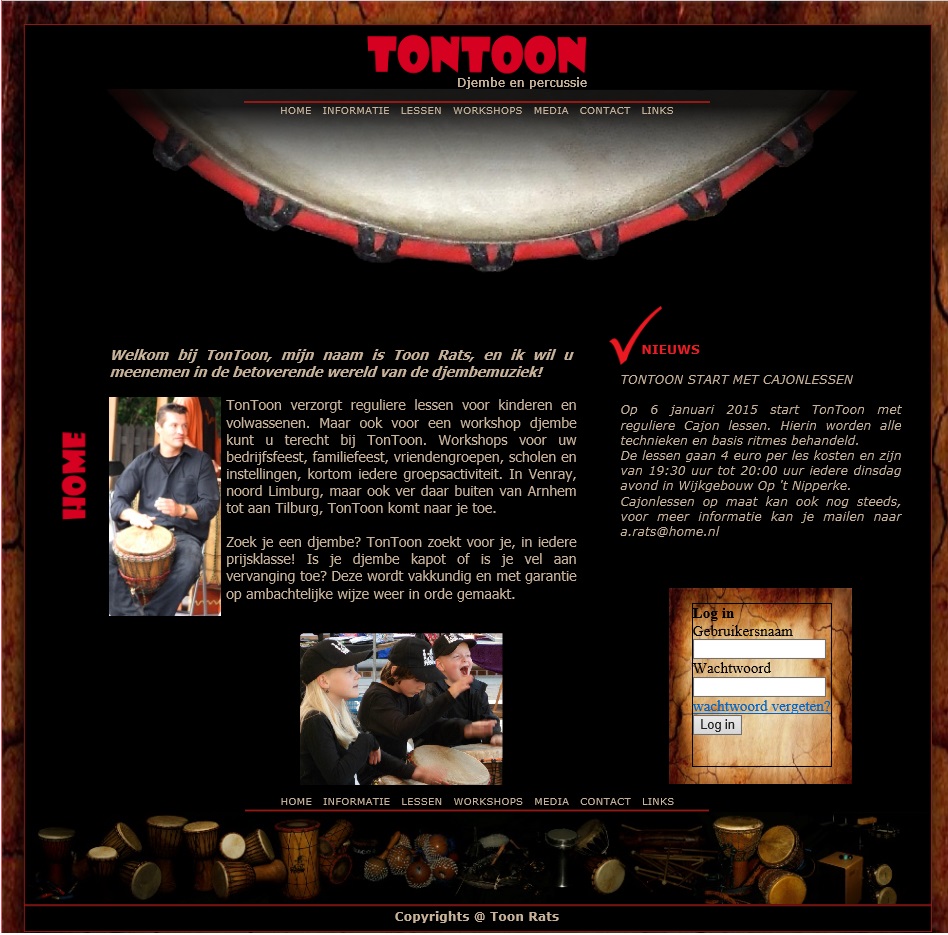 TONTOON
Djembe en percussie
HOME INFORMATIE LESSEN WORKSHOPS MEDIA CONTACT LINKS
HOME
Welkom bij TonToon, mijn naam is Toon Rats, en ik wil u
meenemen in de betoverende wereld van de djembemuziek!
TonToon verzorgt reguliere lessen voor kinderen en
volwassenen. Maar ook voor een workshop djembe
kunt u terecht bij TonToon. Workshops voor uw
bedrijfsfeest, familiefeest, vriendengroepen, scholen en
instellingen, kortom iedere groepsactiviteit. In Venray,
noord Limburg, maar ook ver daar buiten van Arnhem
tot aan Tilburg, TonToon komt naar je toe.
Zoek je een djembe? TonToon zoekt voor je, in iedere
prijsklasse! Is je djembe kapot of is je vel aan
vervanging toe? Deze wordt vakkundig en met garantie
op ambachtelijke wijze weer in orde gemaakt.
NIEUWS
TONTOON START MET CAJONLESSEN
Op 6 januari 2015 start TonToon met
reguliere Cajon lessen. Hierin worden alle
technieken en basis ritmes behandeld.
De lessen gaan 4 euro per les kosten en zijn
van 19:30 uur tot 20:00 uur iedere dinsdag
avond in Wijkgebouw Op 't Nipperke.
Cajonlessen op maat kan ook nog steeds,
voor meer informatie kan je mailen naar
a.rats@home.nl
Log in
Gebruikersnaam
Wachtwoord
wachtwoord vergeten?
Log in
HOME INFORMATIE LESSEN WORKSHOPS MEDIA CONTACT LINKS
Copyrights @ Toon Rats